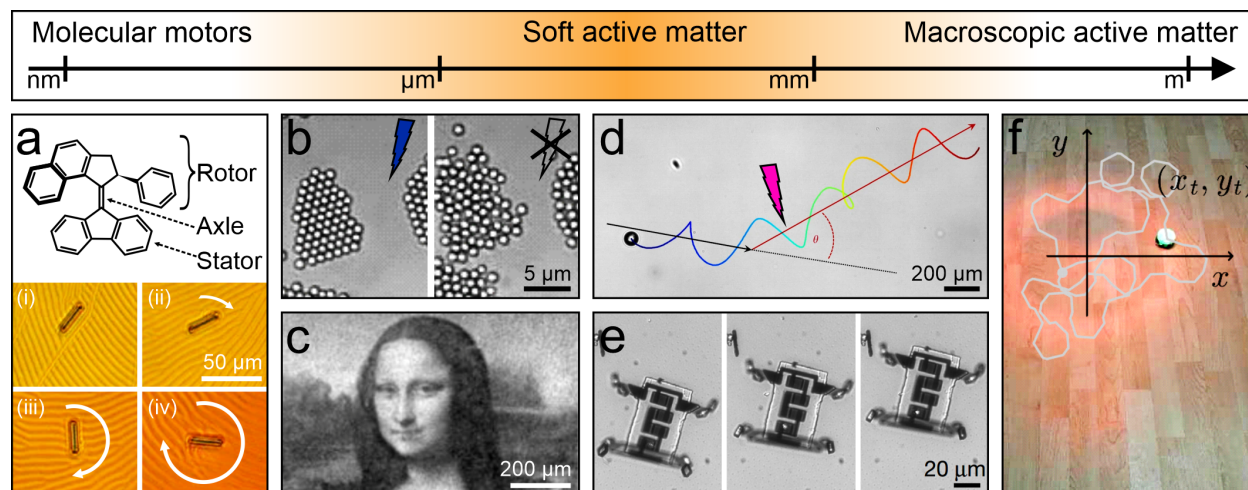 Molecular motors
Soft active matter
Macroscopic active matter
nm
µm
mm
m
a
Rotor
Axle
Stator
(i)
(ii)
50 µm
(iii)
(iv)
b
5 µm
c
200 µm
d
θ
200 µm
e
20 µm
f
y
(x_t, y_t)
x